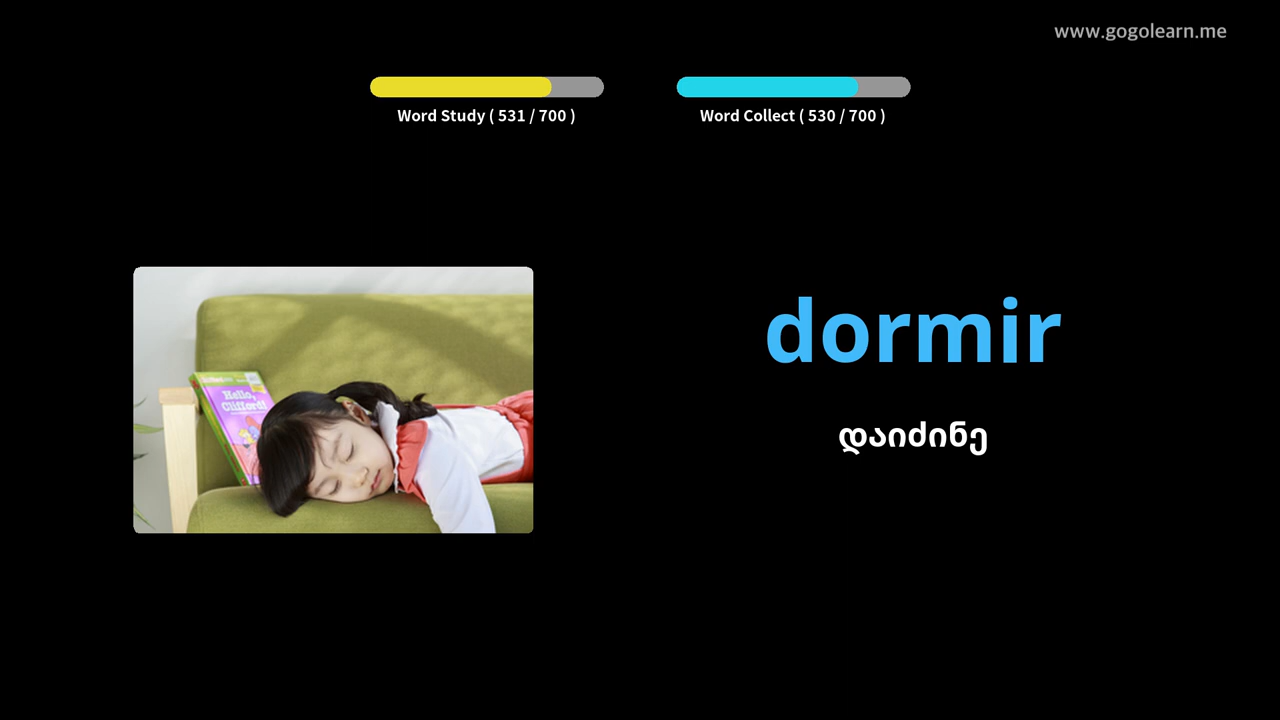 www.gogolearn.me
Word Study ( 531 / 700 )
Word Collect ( 530 / 700 )
Hello,
Clifford!
dormir
დაიძინე